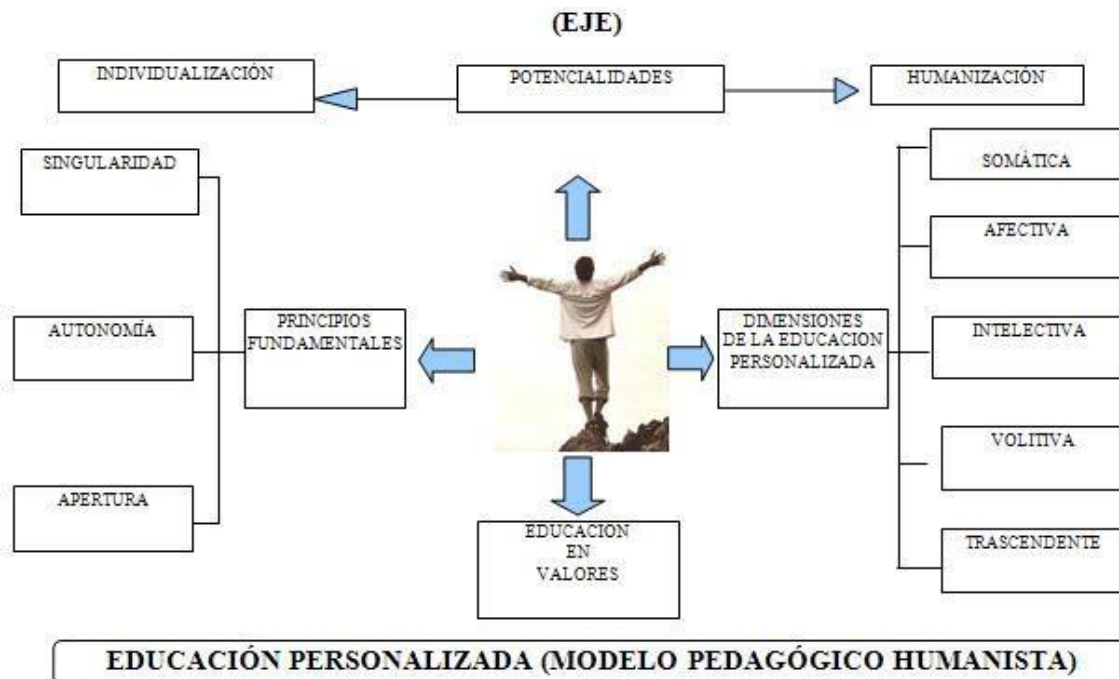 (EJE)
INDIVIDUALIZACIÓN
POTENCIALIDADES
HUMANIZACIÓN
SINGULARIDAD
SOMÀTICA
AFECTIVA
AUTONOMÍA
PRINCIPIOS
FUNDAMENTALES
DIMENSIONES
DE LA EDUCACION
PERSONALIZADA
INTELECTIVA
VOLITIVA
APERTURA
EDUCACION
EN
VALORES
TRASCENDENTE
EDUCACIÓN PERSONALIZADA (MODELO PEDAGÓGICO HUMANISTA)